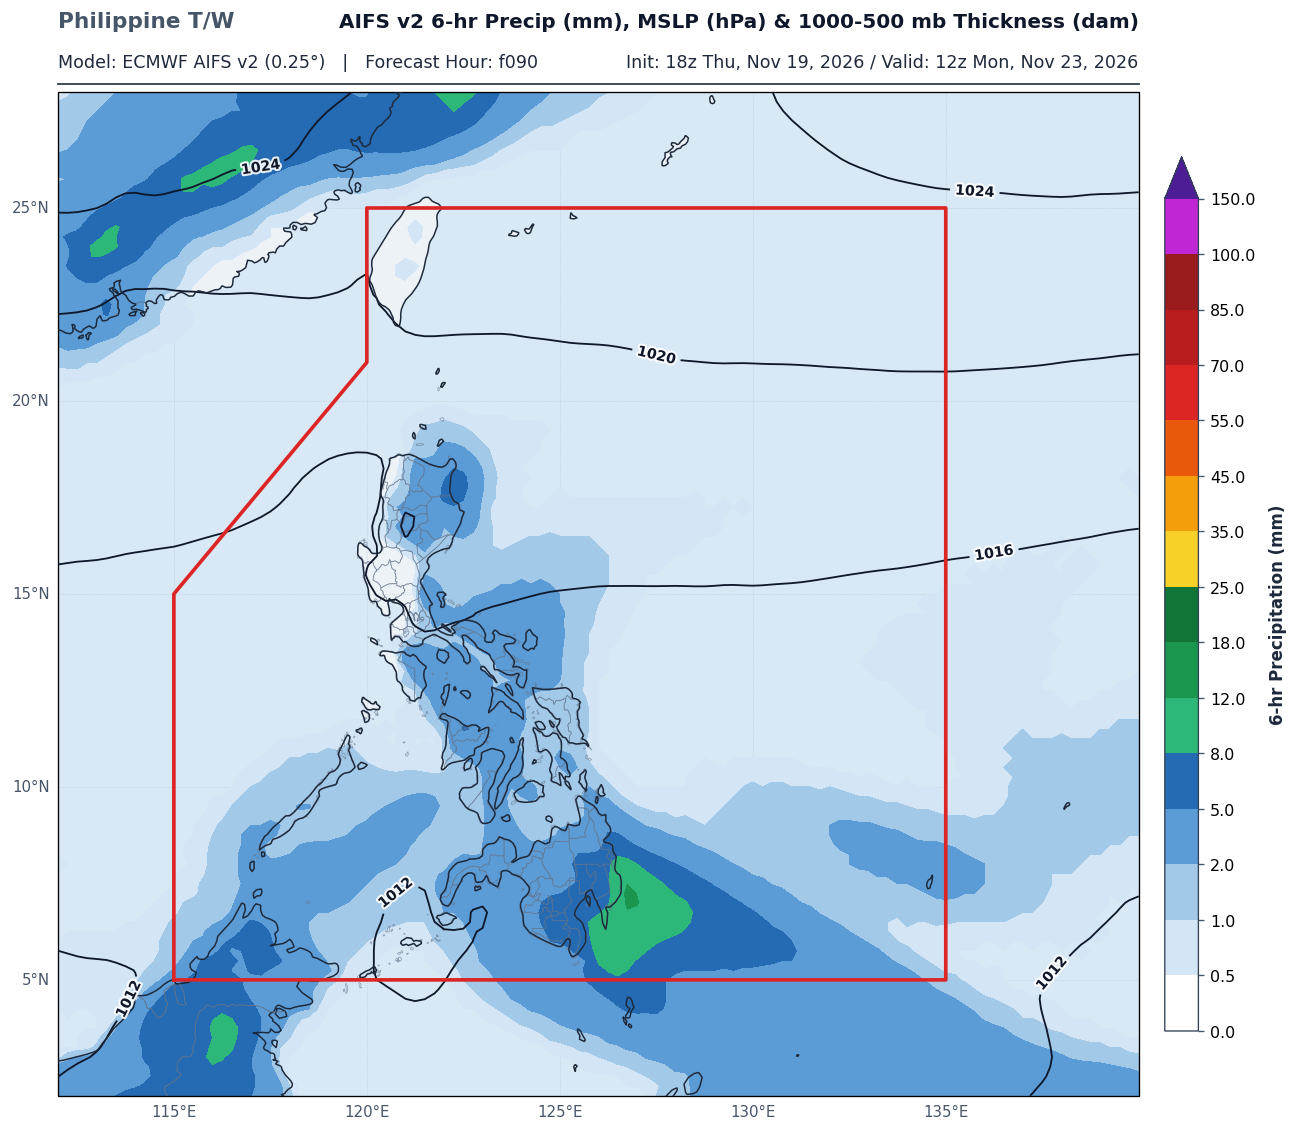 Philippine T/W
AIFS v2 6-hr Precip (mm), MSLP (hPa) & 1000-500 mb Thickness (dam)
Model: ECMWF AIFS v2 (0.25°) | Forecast Hour: f090
Init: 18z Thu, Nov 19, 2026 / Valid: 12z Mon, Nov 23, 2026
1024
1024
1020
1016
1012
1012
1012
25°N
20°N
15°N
10°N
5°N
115°E
120°E
125°E
130°E
135°E
150.0
100.0
85.0
70.0
55.0
45.0
35.0
25.0
18.0
12.0
8.0
5.0
2.0
1.0
0.5
0.0
6-hr Precipitation (mm)